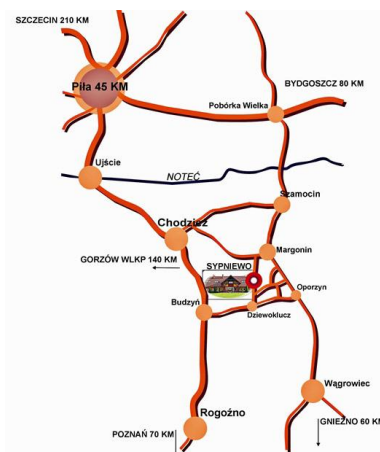 SZCZECIN 210 KM
Piła 45 KM
BYDGOSZCZ 80 KM
Pobórka Wielka
Ujście
NOTEĆ
Szamocin
Chodzież
Margonin
GORZÓW WLKP 140 KM
SYPNIEWO
Oporzyn
Budzyń
Dziewoklucz
Wągrowiec
Rogoźno
GNIEZNO 60 KM
POZNAŃ 70 KM